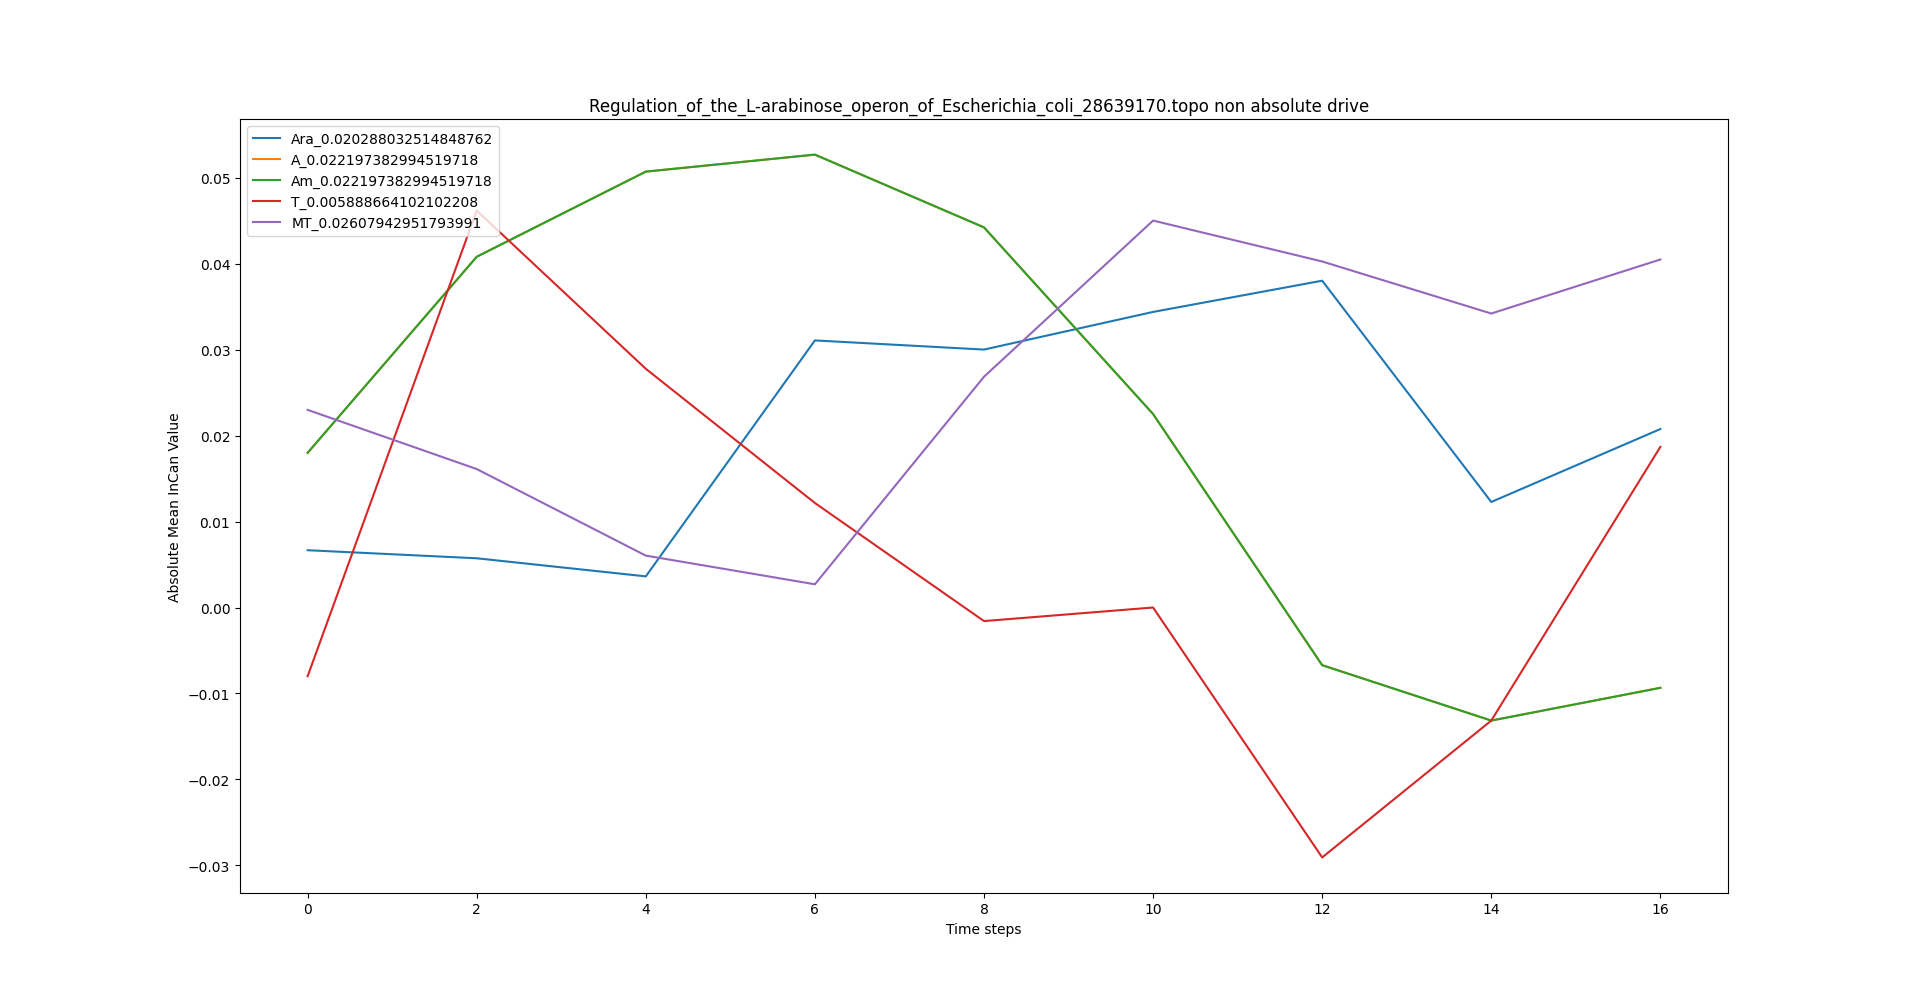 Regulation_of_the_L-arabinose_operon_of_Escherichia_coli_28639170.topo non absolute drive
Ara_0.020288032514848762
A_0.022197382994519718
Am_0.022197382994519718
T_0.005888664102102208
MT_0.02607942951793991
Absolute Mean InCan Value
0.05
0.04
0.03
0.02
0.01
0.00
−0.01
−0.02
−0.03
0 2 4 6 8 10 12 14 16
Time steps